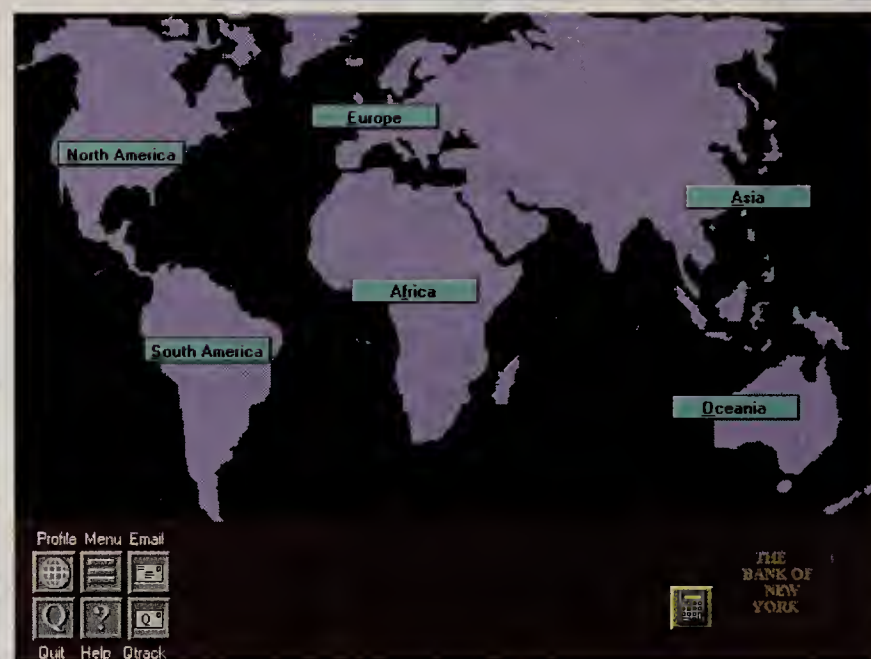 Europe
North America
Asia
Africa
South America
Oceania
Profile Menu Email
THE
BANK OF
NEW
YORK
Q ? Q
Quit Help Qtrack